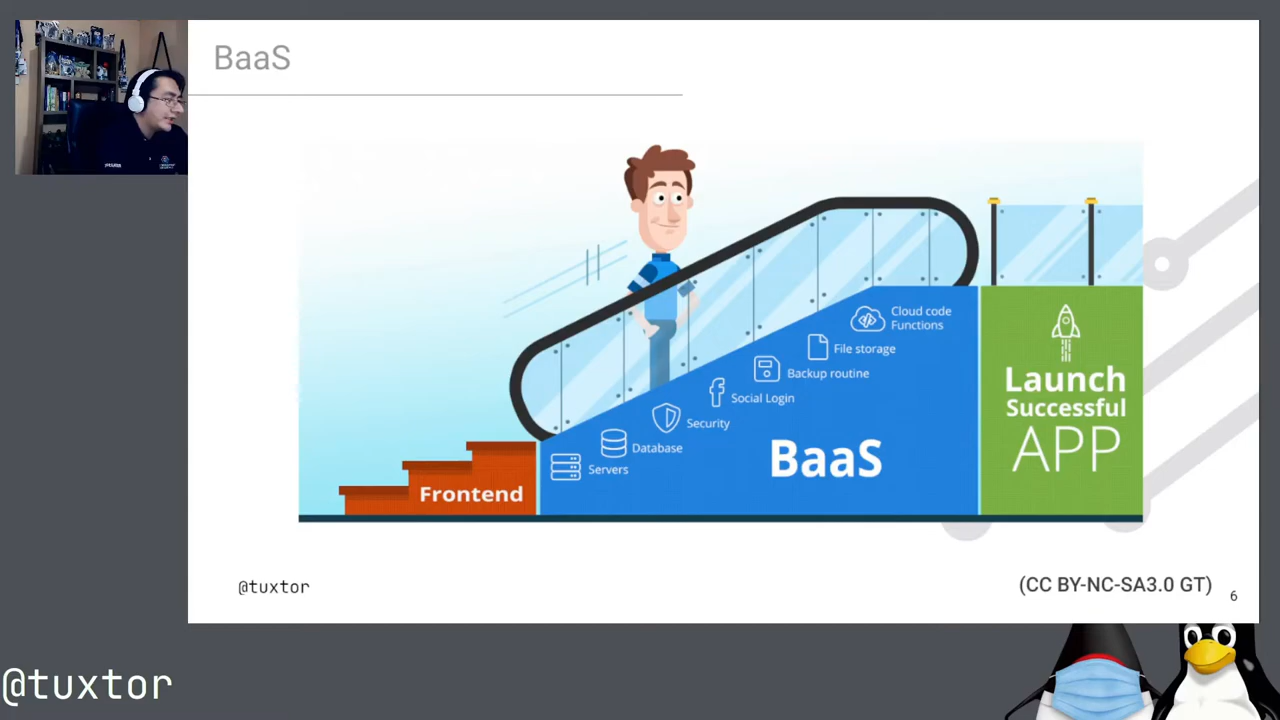 BaaS
Cloud code
Functions
File storage
Backup routine
Social Login
Security
Database
Servers
Frontend
BaaS
Launch
Successful
APP
@tuxtor
(CC BY-NC-SA3.0 GT)
6
@tuxtor